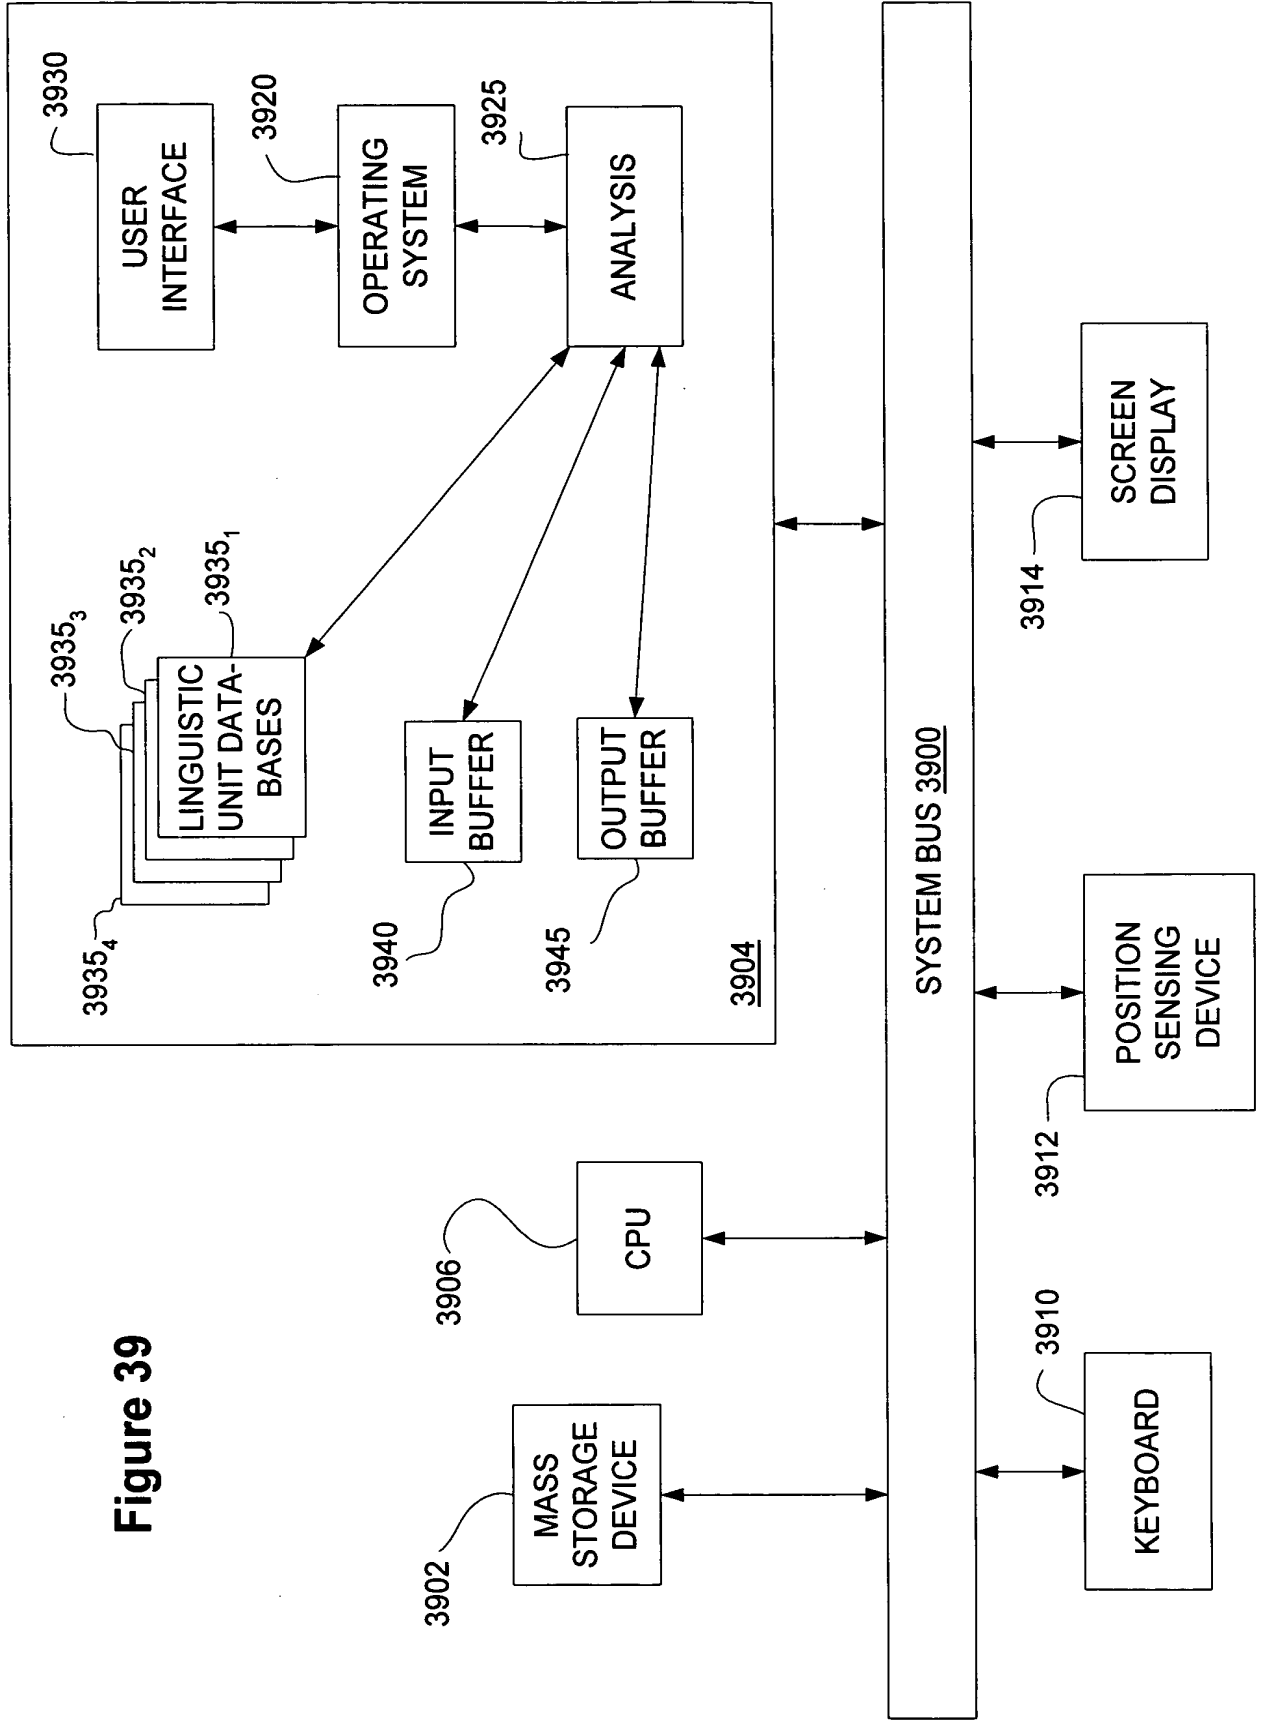 Figure 39
3935₄
3935₃
3935₂
3935₁
LINGUISTIC
UNIT DATA-
BASES
3930
USER
INTERFACE
3920
OPERATING
SYSTEM
3925
ANALYSIS
3940
INPUT
BUFFER
3945
OUTPUT
BUFFER
3904
3902
MASS
STORAGE
DEVICE
3906
CPU
SYSTEM BUS 3900
3910
KEYBOARD
3912
POSITION
SENSING
DEVICE
3914
SCREEN
DISPLAY